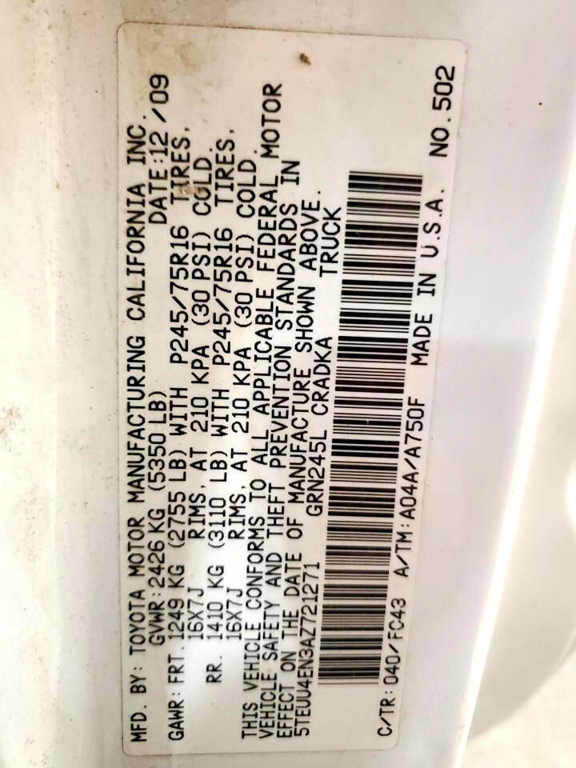 MFD. BY: TOYOTA MOTOR MANUFACTURING CALIFORNIA INC.
GVWR: 2426 KG (5350 LB) DATE: 12 /09
GAWR: FRT. 1249 KG (2755 LB) WITH P245/75R16 TIRES,
16X7J RIMS, AT 210 KPA (30 PSI) COLD.
RR. 1410 KG (3110 LB) WITH P245/75R16 TIRES,
16X7J RIMS, AT 210 KPA (30 PSI) COLD.
THIS VEHICLE CONFORMS TO ALL APPLICABLE FEDERAL MOTOR
VEHICLE SAFETY AND THEFT PREVENTION STANDARDS IN
EFFECT ON THE DATE OF MANUFACTURE SHOWN ABOVE.
5TEUU4EN3AZ721271 GRN245L CRADKA TRUCK
C/TR: 040/FC43 A/TM: A04A/A750F MADE IN U.S.A. NO. 502